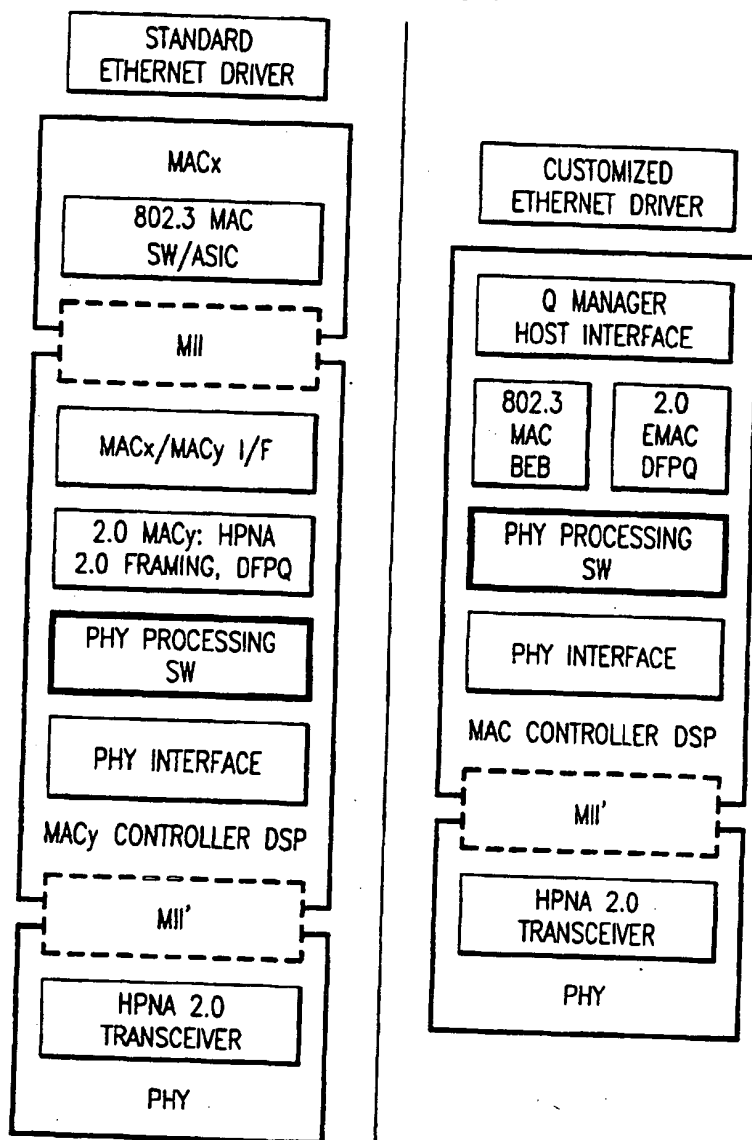 STANDARD
ETHERNET DRIVER
MACx
802.3 MAC
SW/ASIC
MII
MACx/MACy I/F
2.0 MACy: HPNA
2.0 FRAMING, DFPQ
PHY PROCESSING
SW
PHY INTERFACE
MACy CONTROLLER DSP
MII'
HPNA 2.0
TRANSCEIVER
PHY
CUSTOMIZED
ETHERNET DRIVER
Q MANAGER
HOST INTERFACE
802.3
MAC
BEB
2.0
EMAC
DFPQ
PHY PROCESSING
SW
PHY INTERFACE
MAC CONTROLLER DSP
MII'
HPNA 2.0
TRANSCEIVER
PHY